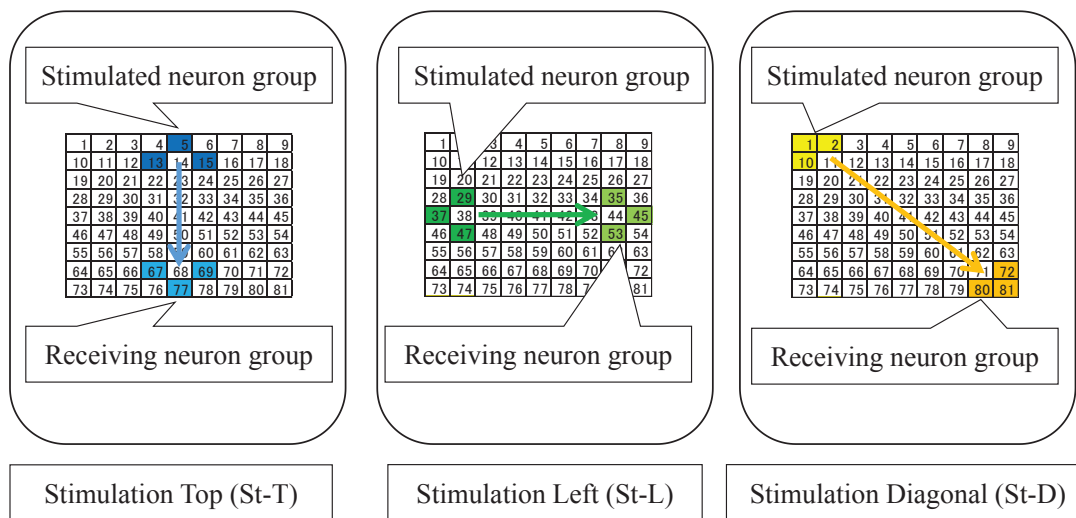 Stimulated neuron group
1 2 3 4 5 6 7 8 9
10 11 12 13 14 15 16 17 18
19 20 21 22 23 24 25 26 27
28 29 30 31 32 33 34 35 36
37 38 39 40 41 42 43 44 45
46 47 48 49 50 51 52 53 54
55 56 57 58 59 60 61 62 63
64 65 66 67 68 69 70 71 72
73 74 75 76 77 78 79 80 81
Receiving neuron group
Stimulation Top (St-T)
Stimulated neuron group
1 3 4 5 6 7 8 9
10 12 13 14 15 16 17 18
19 20 21 22 23 24 25 26 27
28 29 30 31 32 33 34 35 36
37 38 39 40 41 42 43 44 45
46 47 48 49 50 51 52 53 54
55 56 57 58 59 60 61 63
64 65 66 67 68 69 70 72
73 74 75 76 77 78 81
Receiving neuron group
Stimulation Left (St-L)
Stimulated neuron group
1 2 3 4 5 6 7 8 9
10 11 12 13 14 15 16 17 18
19 20 21 22 23 24 25 26 27
28 29 30 31 32 33 34 35 36
37 38 39 40 41 42 43 44 45
46 47 48 49 50 51 52 53 54
55 56 57 58 59 60 61 62 63
64 65 66 67 68 69 70 71 72
73 74 75 76 77 78 79 80 81
Receiving neuron group
Stimulation Diagonal (St-D)